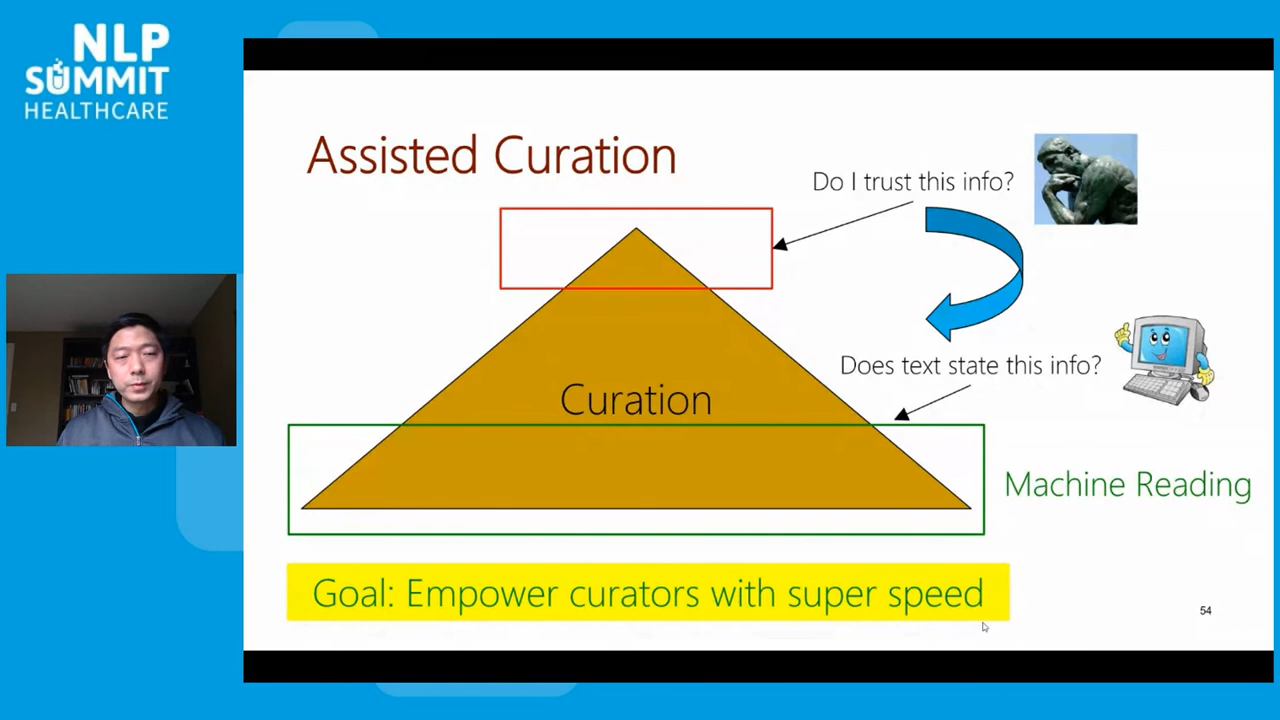 NLP
SUMMIT
HEALTHCARE
Assisted Curation
Do I trust this info?
Does text state this info?
Curation
Machine Reading
Goal: Empower curators with super speed
54